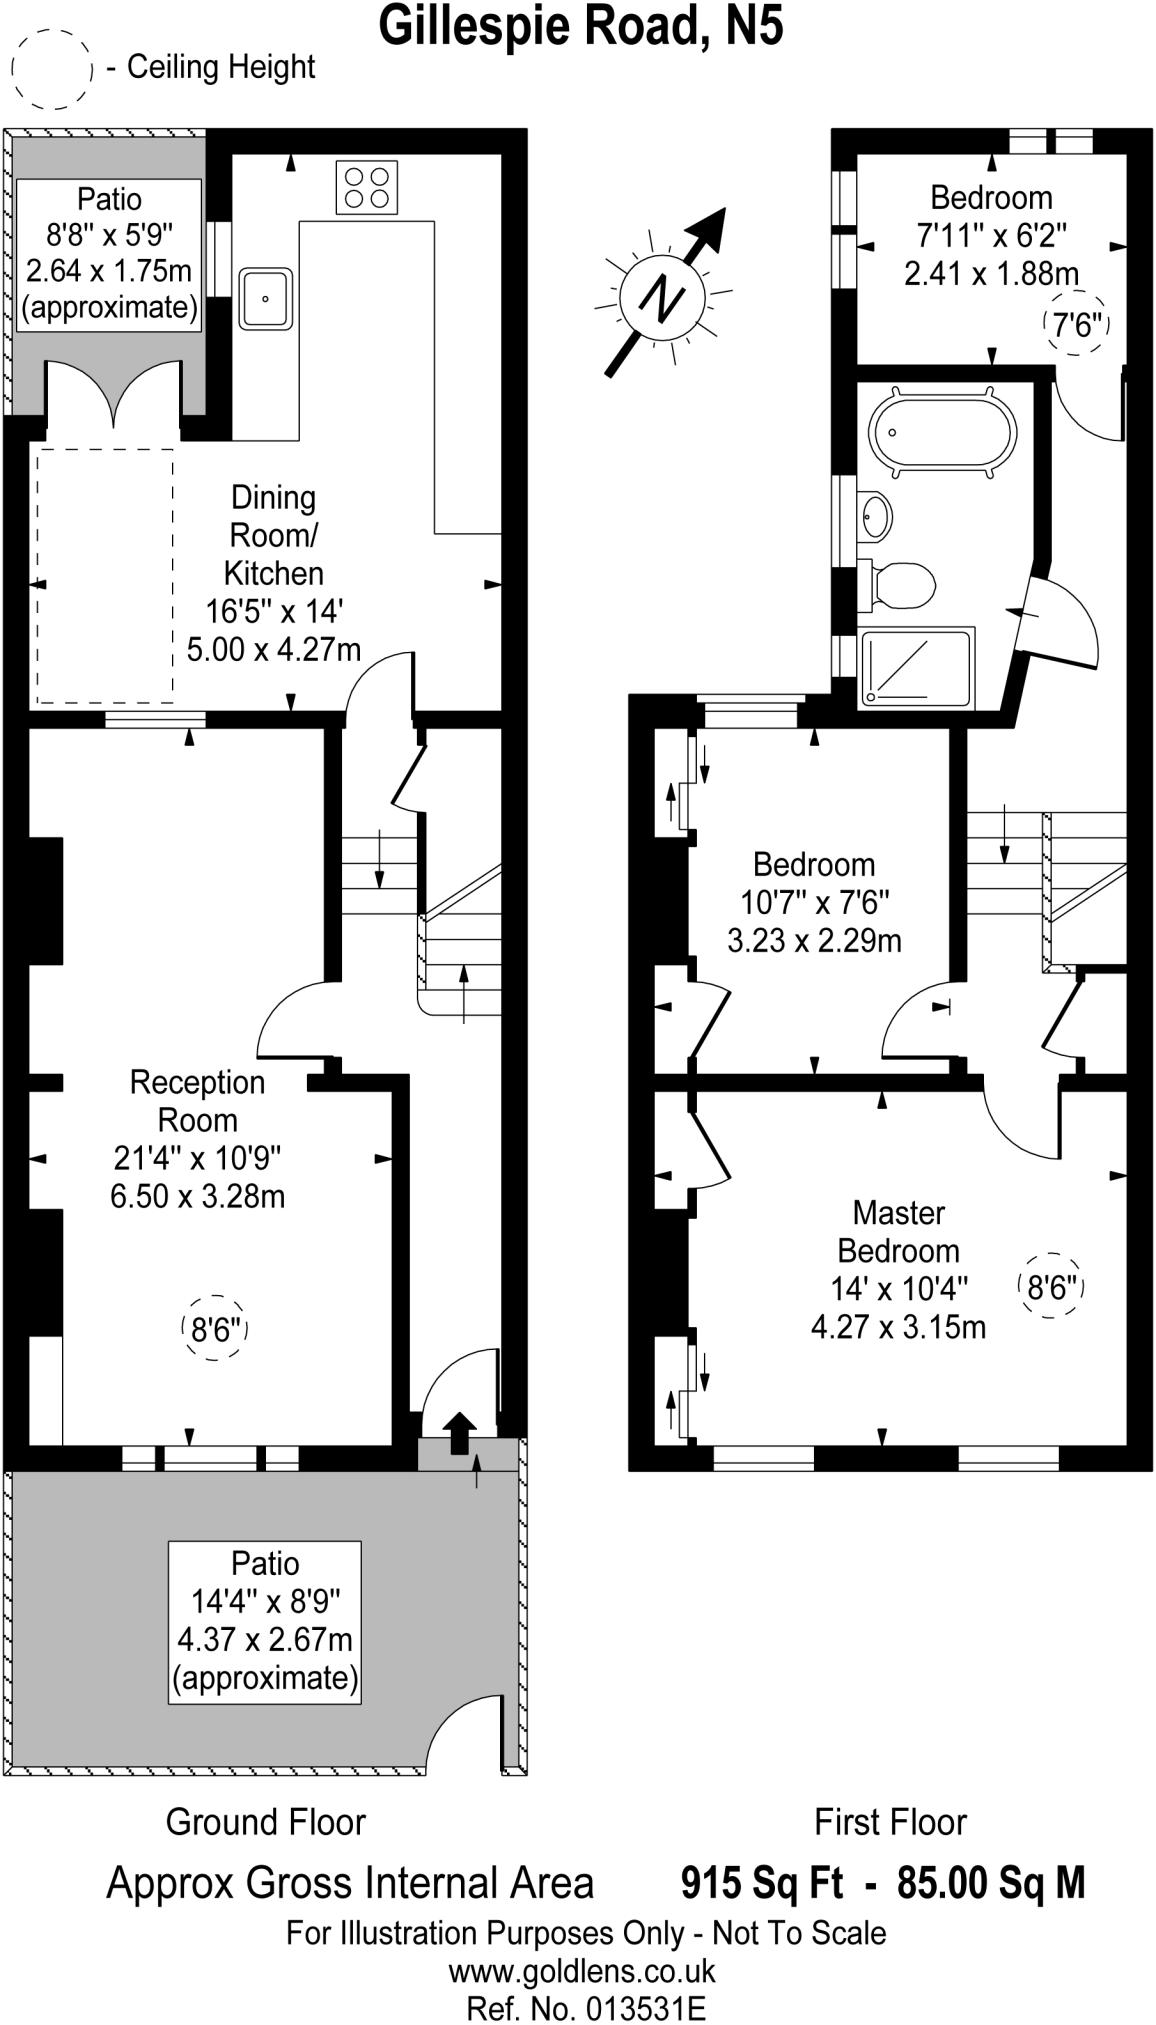 Gillespie Road, N5
- Ceiling Height
Patio
8'8" x 5'9"
2.64 x 1.75m
(approximate)
Dining
Room/
Kitchen
16'5" x 14'
5.00 x 4.27m
Reception
Room
21'4" x 10'9"
6.50 x 3.28m
8'6"
Patio
14'4" x 8'9"
4.37 x 2.67m
(approximate)
N
Bedroom
7'11" x 6'2"
2.41 x 1.88m
7'6"
Bedroom
10'7" x 7'6"
3.23 x 2.29m
Master
Bedroom
14' x 10'4"
4.27 x 3.15m
8'6"
Ground Floor
First Floor
Approx Gross Internal Area 915 Sq Ft - 85.00 Sq M
For Illustration Purposes Only - Not To Scale
www.goldlens.co.uk
Ref. No. 013531E